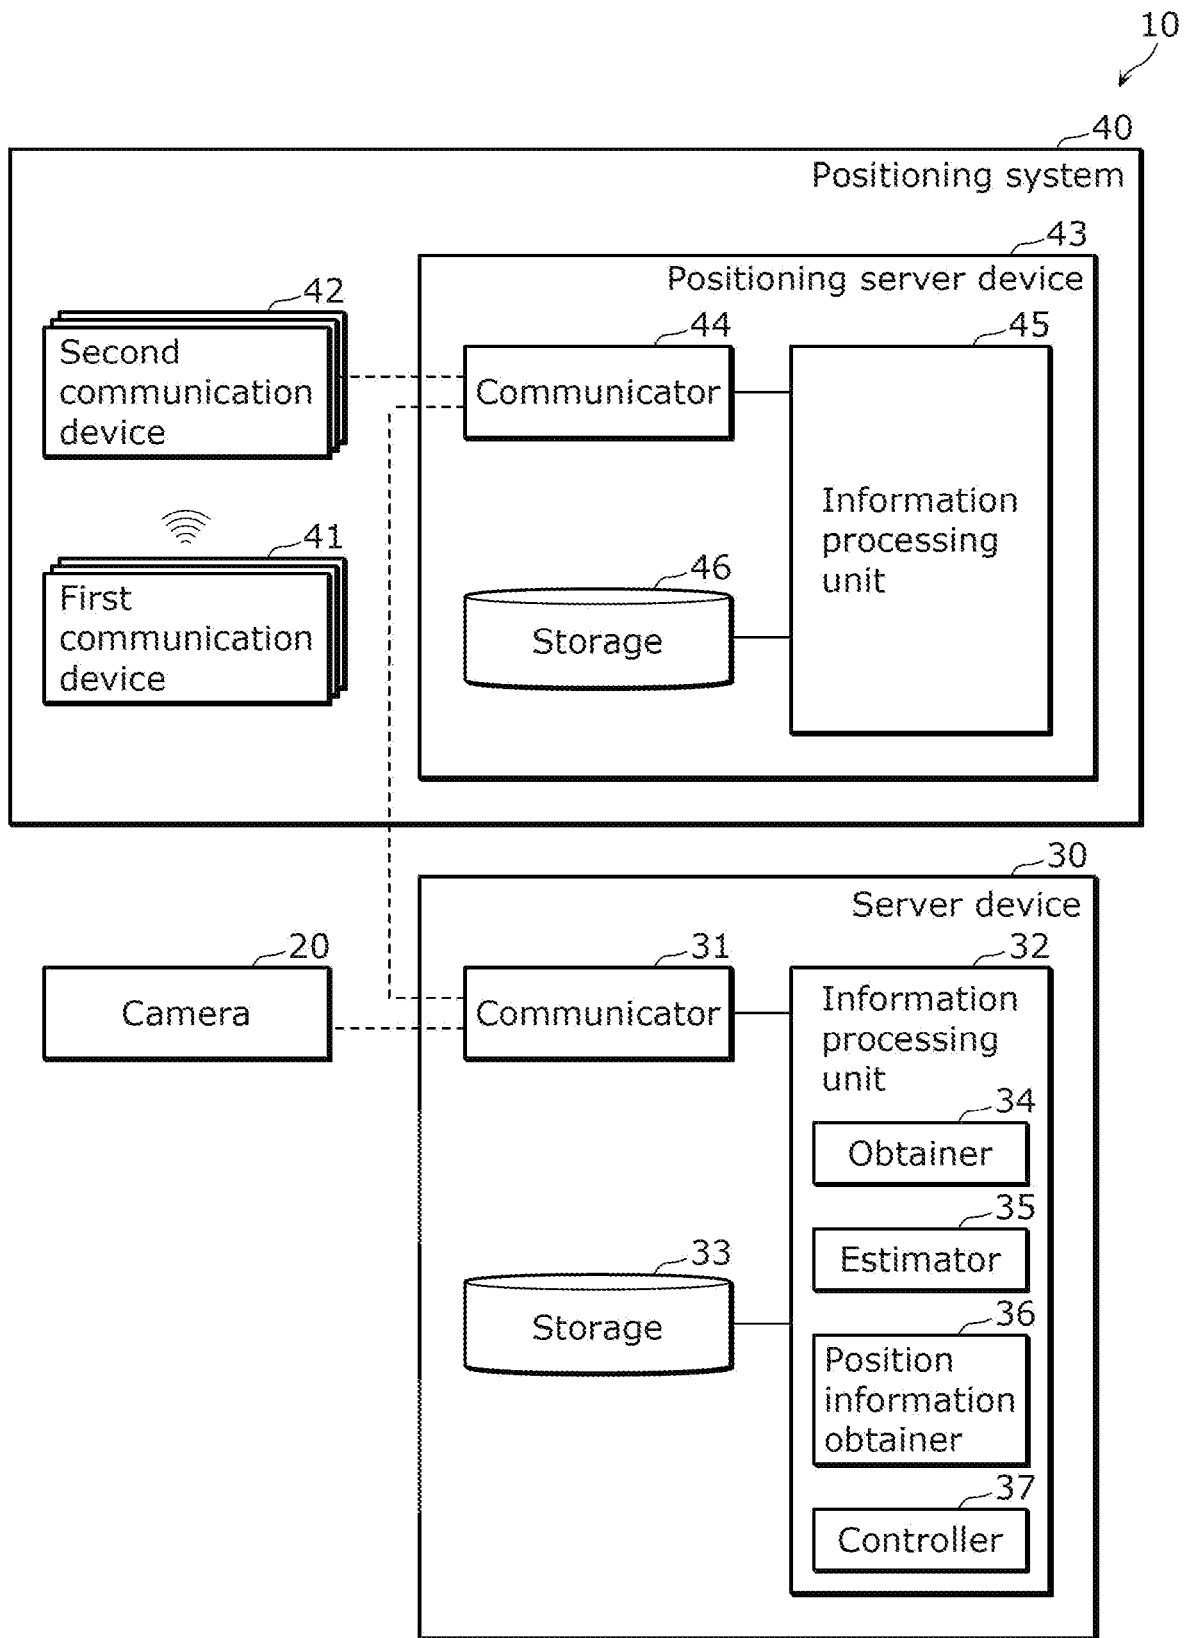 10
40
Positioning system
43
Positioning server device
42
Second
communication
device
44
Communicator
45
Information
processing
unit
41
First
communication
device
46
Storage
30
Server device
20
Camera
31
Communicator
32
Information
processing
unit
34
Obtainer
35
Estimator
33
Storage
36
Position
information
obtainer
37
Controller